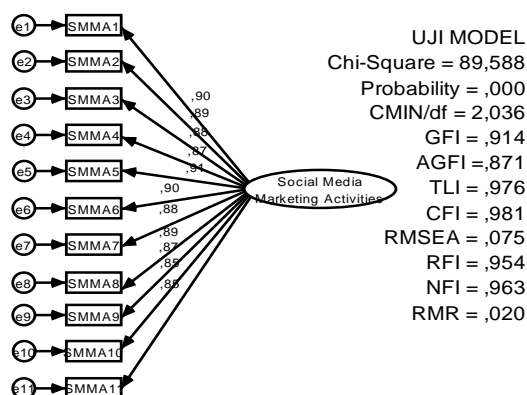 e1 SMMA1
e2 SMMA2
e3 SMMA3
e4 SMMA4
e5 SMMA5
e6 SMMA6
e7 SMMA7
e8 SMMA8
e9 SMMA9
e10 SMMA10
e11 SMMA11
,90
,89
,88
,87
,91
,90
,88
,89
,87
,85
,85
Social Media
Marketing Activities
UJI MODEL
Chi-Square = 89,588
Probability = ,000
CMIN/df = 2,036
GFI = ,914
AGFI =,871
TLI = ,976
CFI = ,981
RMSEA = ,075
RFI = ,954
NFI = ,963
RMR = ,020